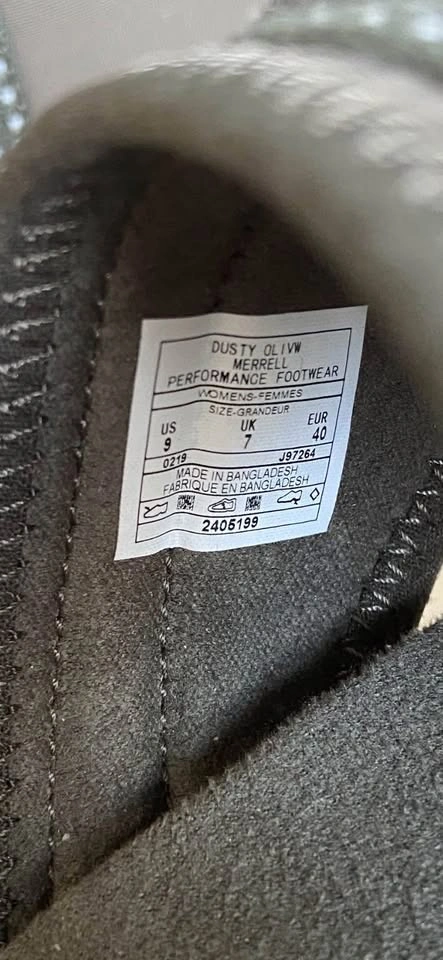 DUSTY OLIVW
MERRELL
PERFORMANCE FOOTWEAR
WOMENS-FEMMES
SIZE-GRANDEUR
US UK EUR
9 7 40
0219 J97264
MADE IN BANGLADESH
FABRIQUE EN BANGLADESH
2405199